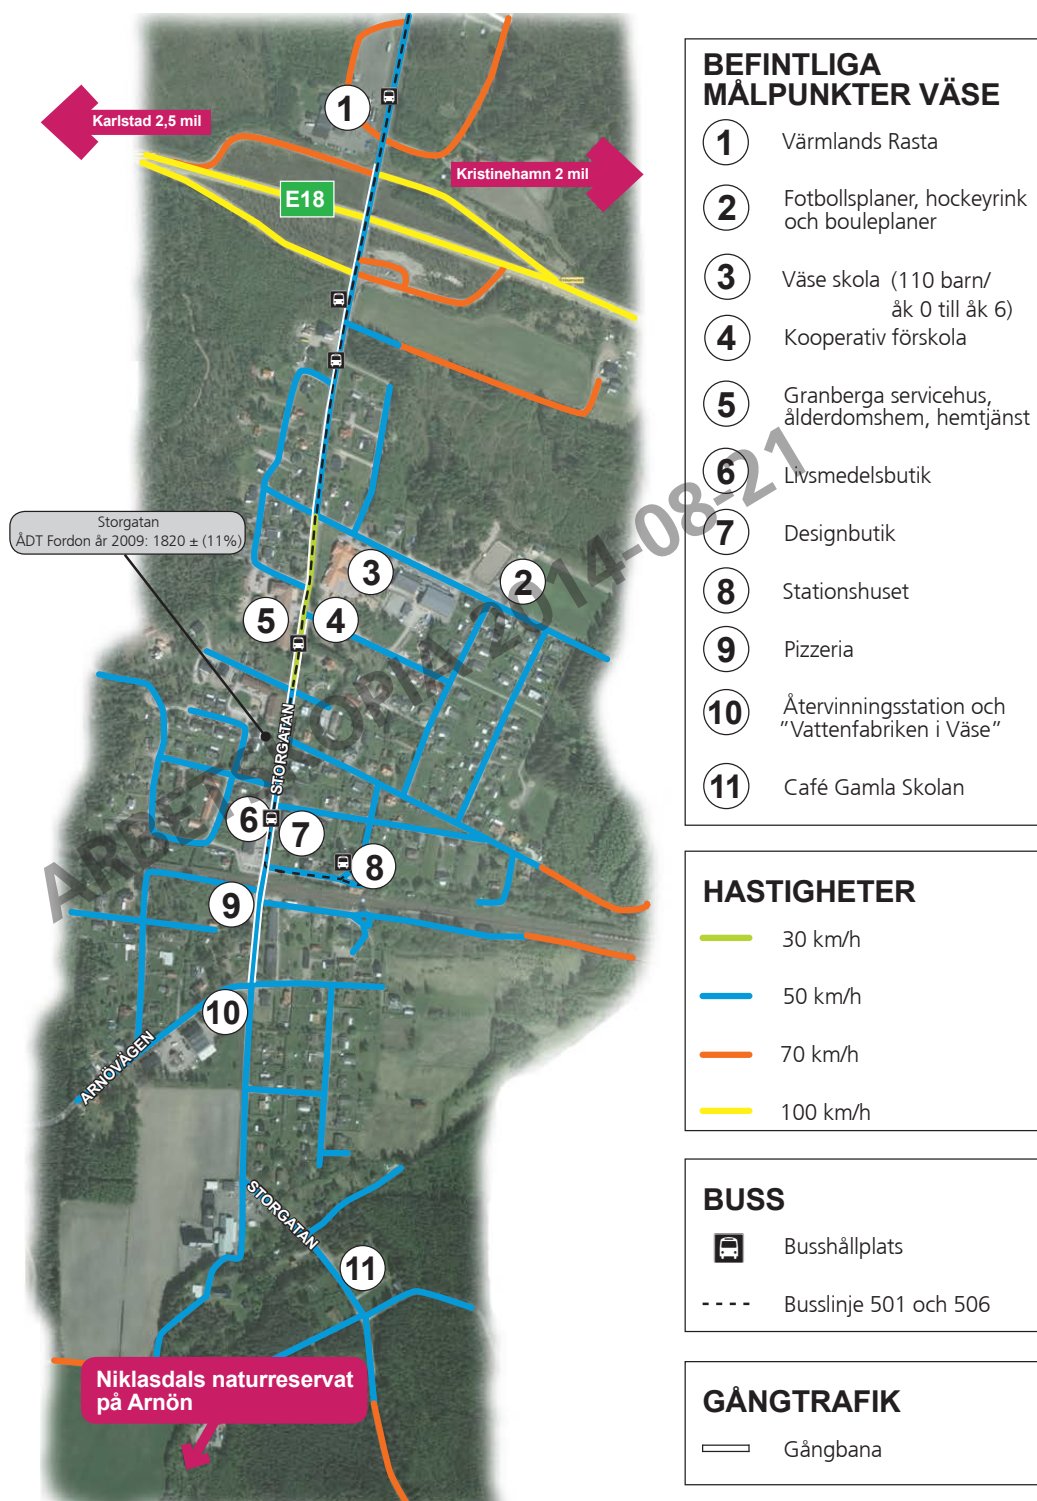 Karlstad 2,5 mil
Kristinehamn 2 mil
E18
1
Storgatan
ÅDT Fordon år 2009: 1820 ± (11%)
3
2
5
4
STORGATAN
6
7
8
9
10
ARNÖVÄGEN
STORGATAN
11
Niklasdals naturreservat
på Arnön
ARBETSKOPIA 2014-08-21
BEFINTLIGA
MÅLPUNKTER VÄSE
1 Värmlands Rasta
2 Fotbollsplaner, hockeyrink
och bouleplaner
3 Väse skola (110 barn/
åk 0 till åk 6)
4 Kooperativ förskola
5 Granberga servicehus,
ålderdomshem, hemtjänst
6 Livsmedelsbutik
7 Designbutik
8 Stationshuset
9 Pizzeria
10 Återvinningsstation och
"Vattenfabriken i Väse"
11 Café Gamla Skolan
HASTIGHETER
30 km/h
50 km/h
70 km/h
100 km/h
BUSS
Busshållplats
Busslinje 501 och 506
GÅNGTRAFIK
Gångbana